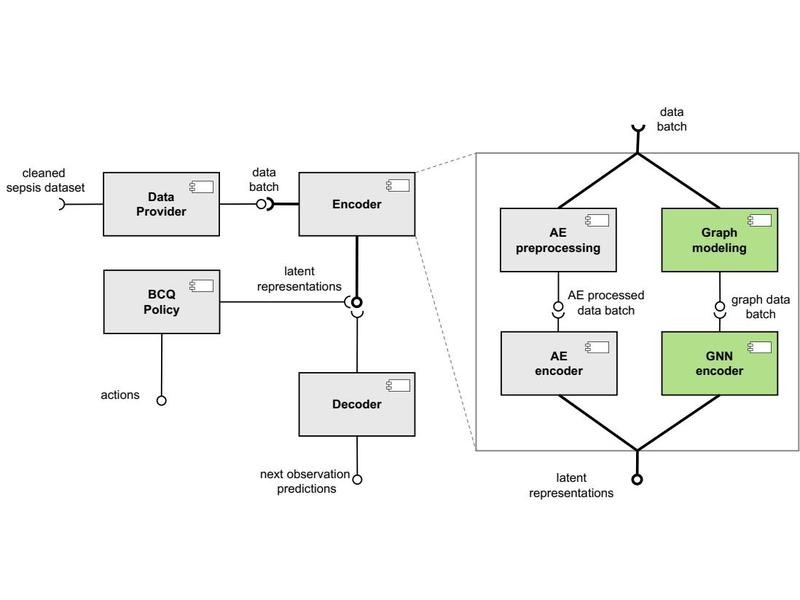 cleaned
sepsis dataset
Data
Provider
data
batch
Encoder
latent
representations
BCQ
Policy
actions
Decoder
next observation
predictions
data
batch
AE
preprocessing
Graph
modeling
AE processed
data batch
graph data
batch
AE
encoder
GNN
encoder
latent
representations